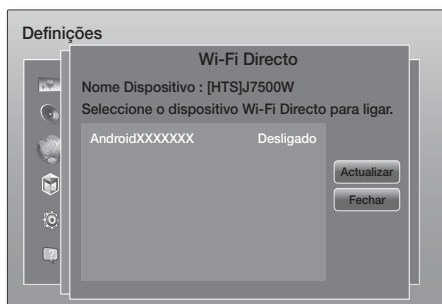 Definições
Wi-Fi Directo
Nome Dispositivo : [HTS]J7500W
Seleccione o dispositivo Wi-Fi Directo para ligar.
AndroidXXXXXXX Desligado
Actualizar
Fechar